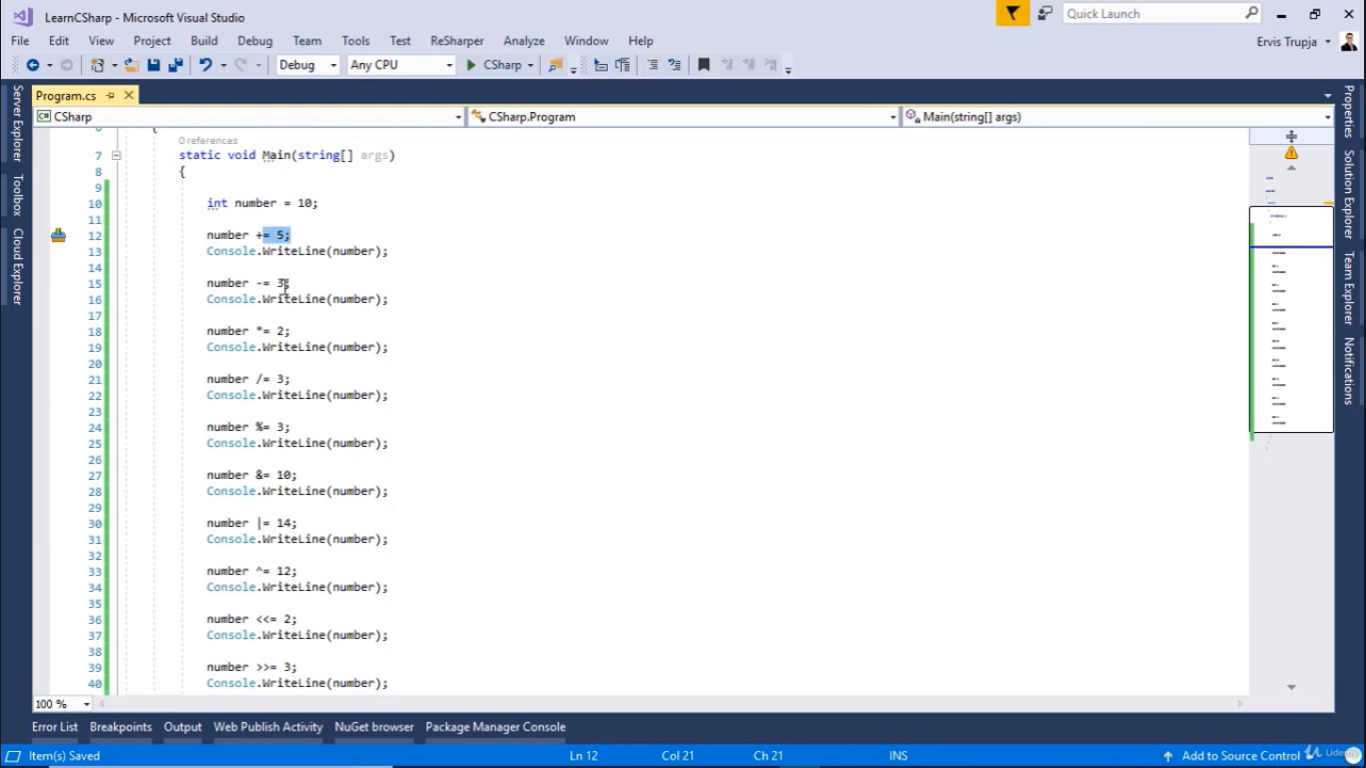 LearnCSharp - Microsoft Visual Studio
Quick Launch
File Edit View Project Build Debug Team Tools Test ReSharper Analyze Window Help
Ervis Trupja
Debug Any CPU CSharp
Program.cs
CSharp CSharp.Program Main(string[] args)
Server Explorer
Toolbox
Cloud Explorer
Properties
Solution Explorer
Team Explorer
Notifications
0 references
7 static void Main(string[] args)
8 {
9
10 int number = 10;
11
12 number += 5;
13 Console.WriteLine(number);
14
15 number -= 3;
16 Console.WriteLine(number);
17
18 number *= 2;
19 Console.WriteLine(number);
20
21 number /= 3;
22 Console.WriteLine(number);
23
24 number %= 3;
25 Console.WriteLine(number);
26
27 number &= 10;
28 Console.WriteLine(number);
29
30 number |= 14;
31 Console.WriteLine(number);
32
33 number ^= 12;
34 Console.WriteLine(number);
35
36 number <<= 2;
37 Console.WriteLine(number);
38
39 number >>= 3;
40 Console.WriteLine(number);
100 %
Error List Breakpoints Output Web Publish Activity NuGet browser Package Manager Console
Item(s) Saved Ln 12 Col 21 Ch 21 INS Add to Source Control
Udemy